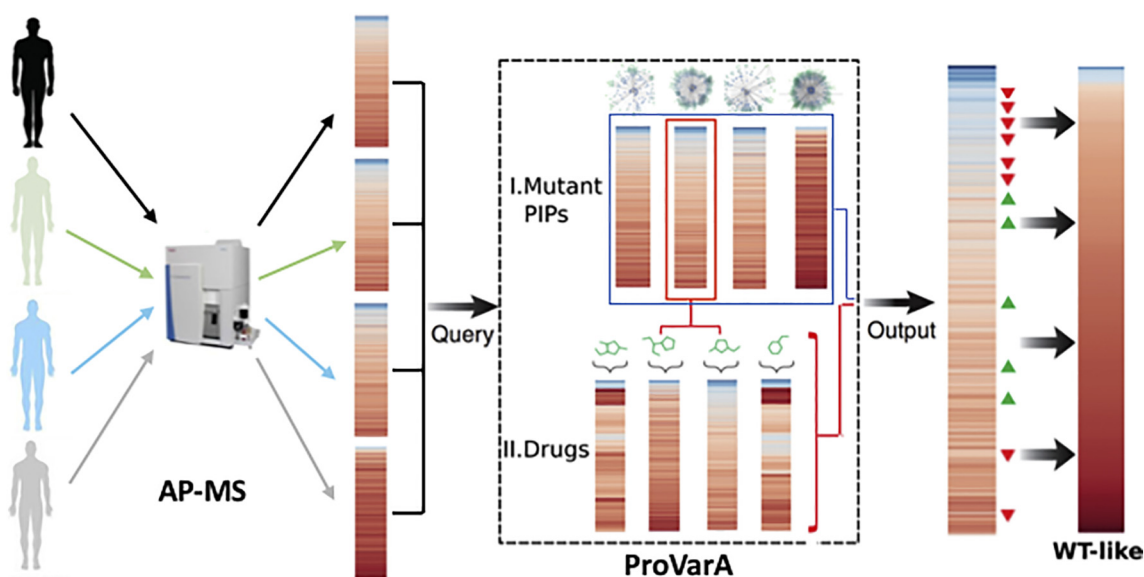 AP-MS
Query
I.Mutant
PIPs
II.Drugs
ProVarA
Output
WT-like